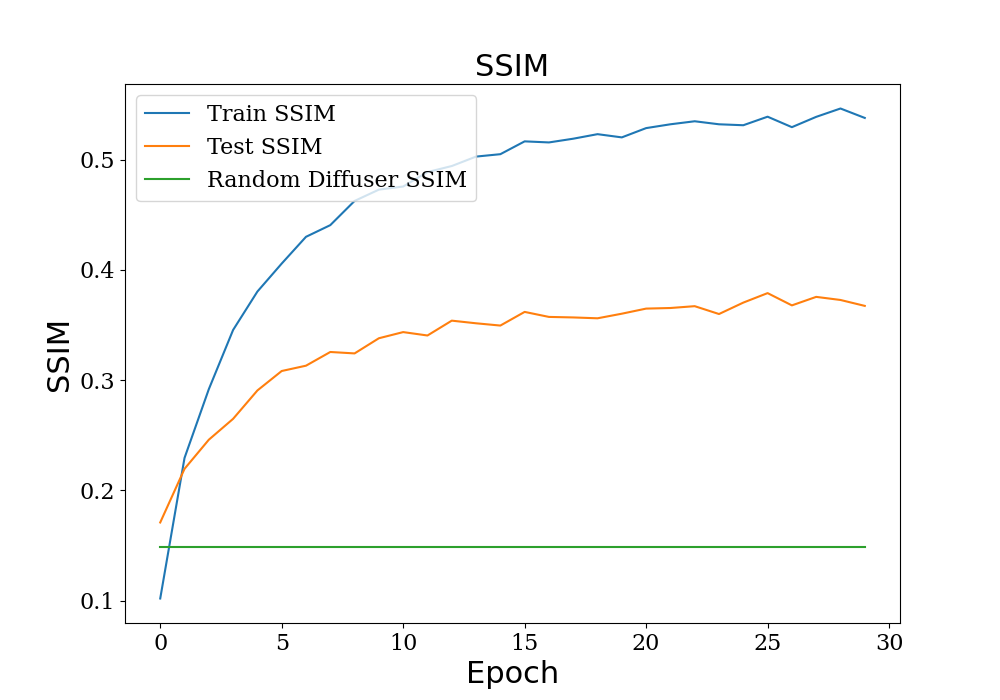 SSIM
Train SSIM
Test SSIM
Random Diffuser SSIM
SSIM
0.5
0.4
0.3
0.2
0.1
0 5 10 15 20 25 30
Epoch